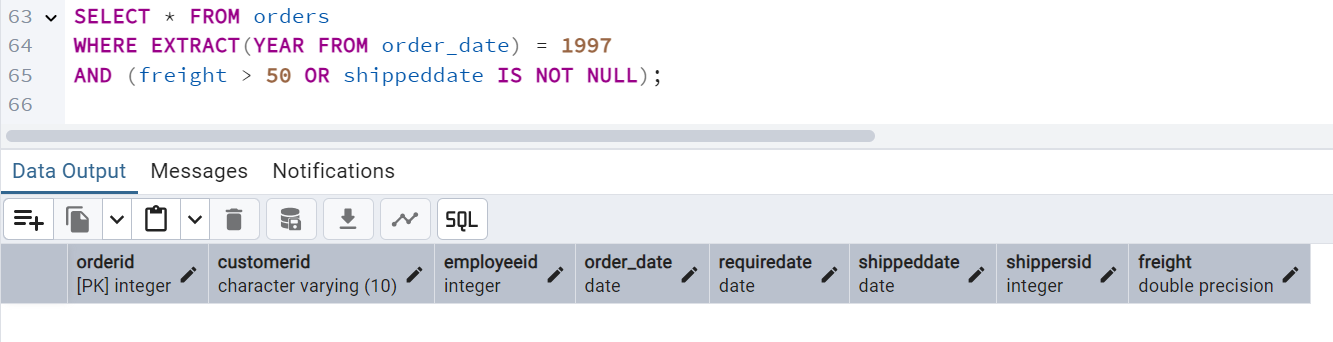 63 SELECT * FROM orders
64 WHERE EXTRACT(YEAR FROM order_date) = 1997
65 AND (freight > 50 OR shippeddate IS NOT NULL);
66
Data Output Messages Notifications
SQL
orderid customerid employeeid order_date requiredate shippeddate shippersid freight
[PK] integer character varying (10) integer date date date integer double precision